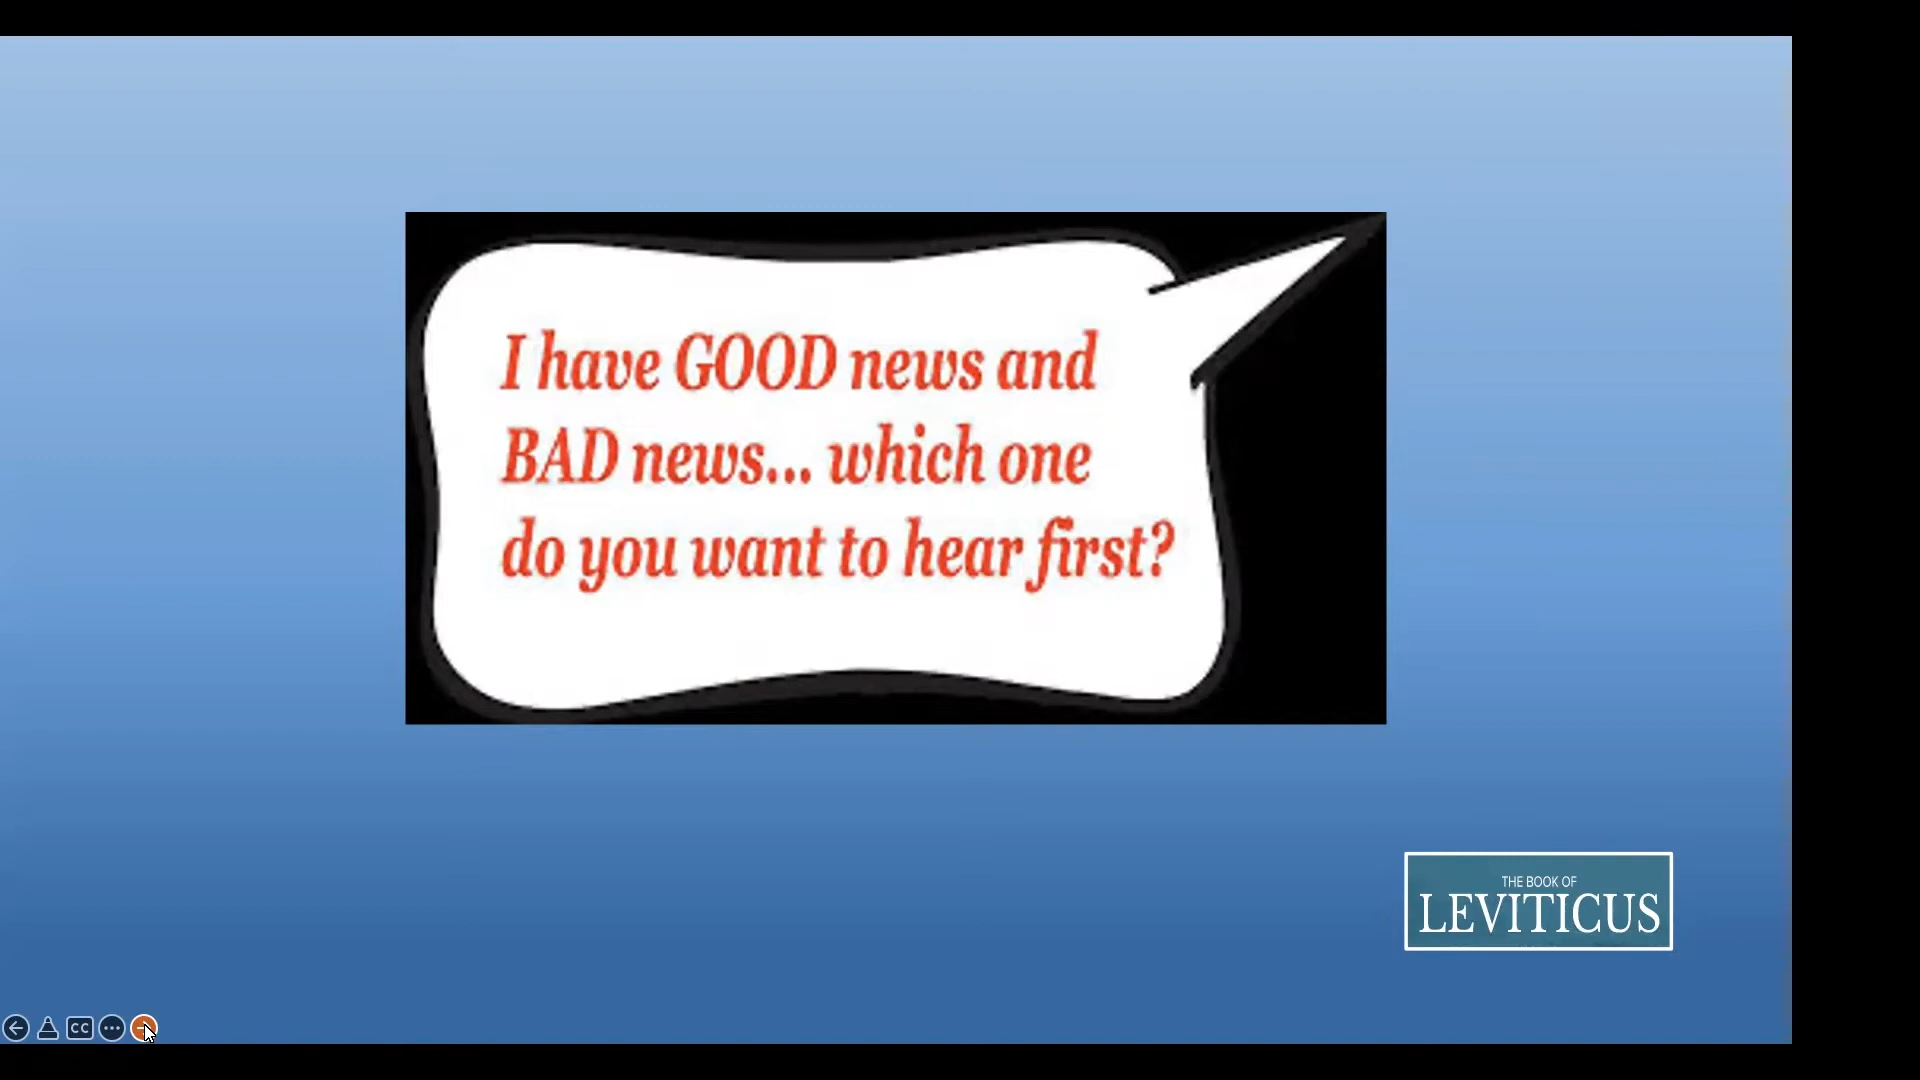 I have GOOD news and
BAD news... which one
do you want to hear first?
THE BOOK OF
LEVITICUS
CC